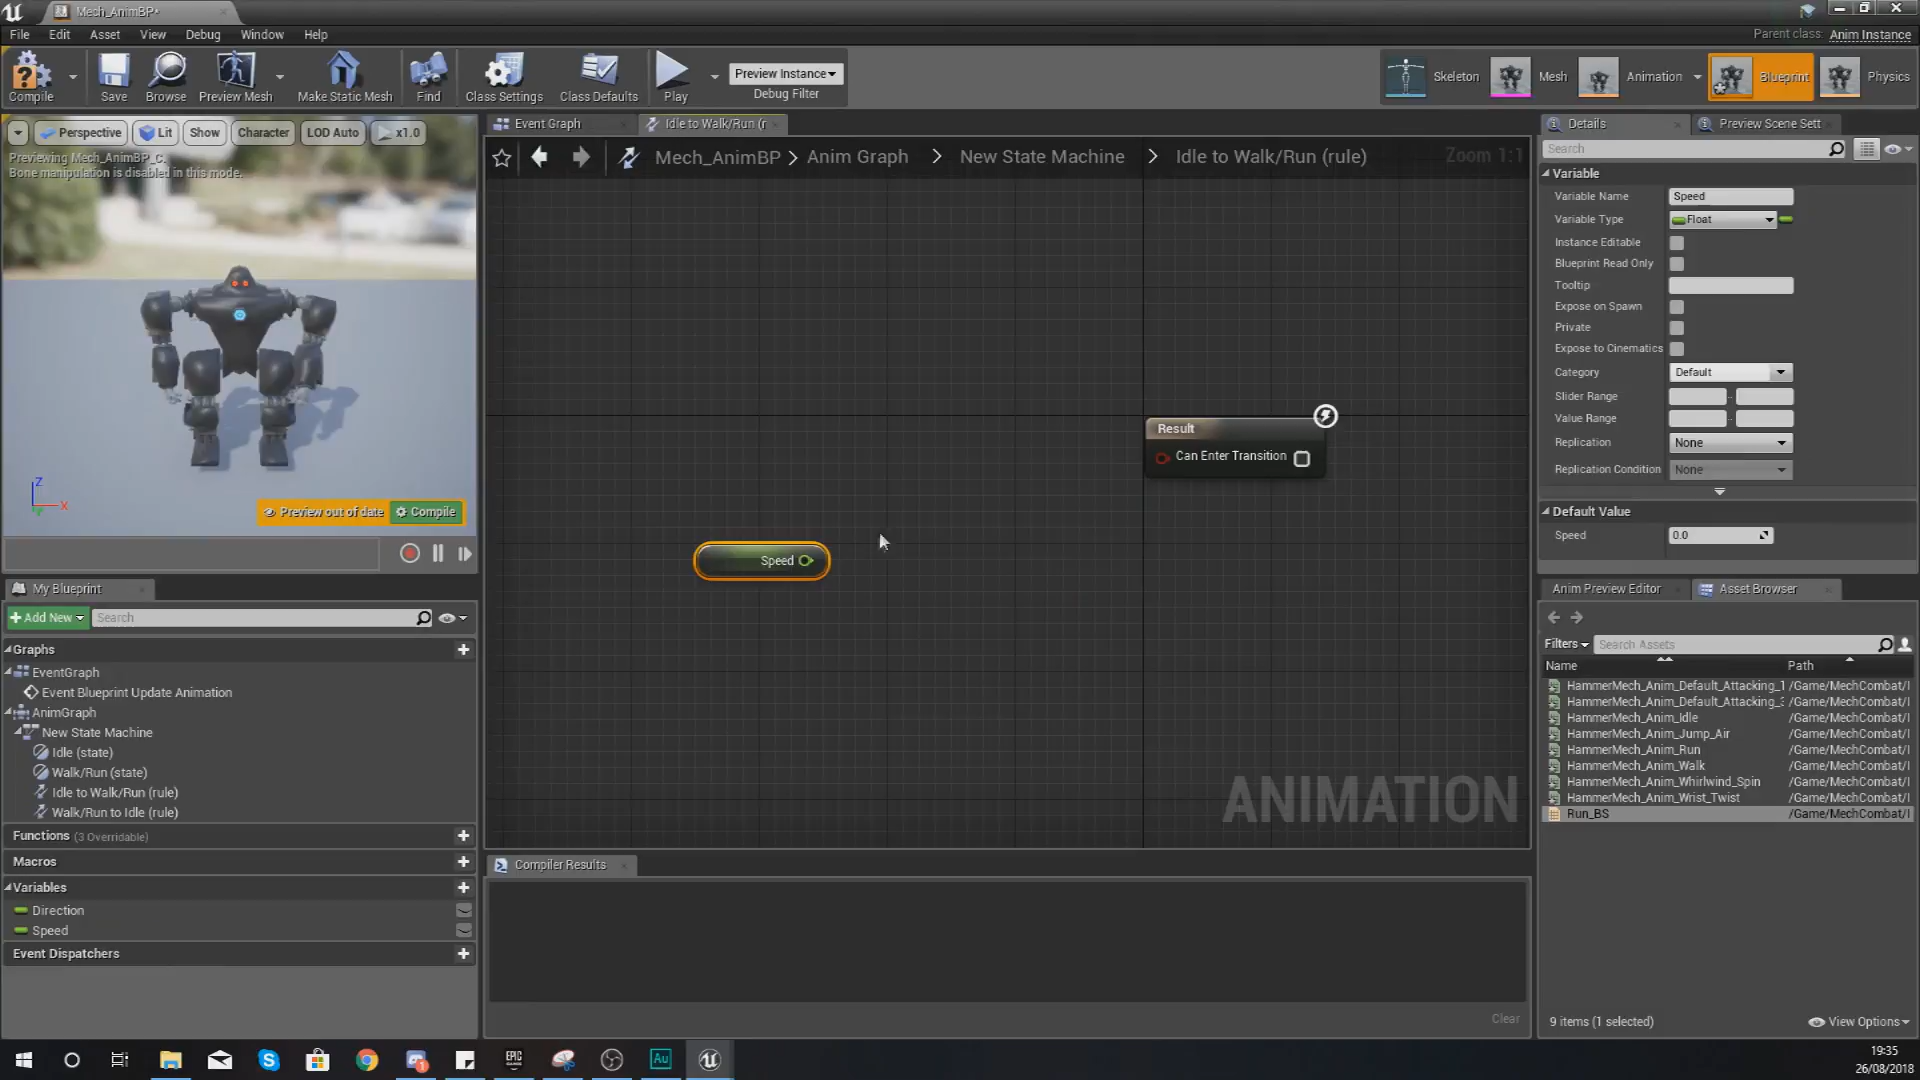 Mech_AnimBP*
File Edit Asset View Debug Window Help
Parent class: Anim Instance
Compile Save Browse Preview Mesh Make Static Mesh Find Class Settings Class Defaults Play
Preview Instance
Debug Filter
Skeleton Mesh Animation Blueprint Physics
Perspective Lit Show Character LOD Auto x1.0
Previewing Mech_AnimBP_C.
Bone manipulation is disabled in this mode.
Z
X
Preview out of date Compile
Event Graph
Idle to Walk/Run (r
Mech_AnimBP > Anim Graph > New State Machine > Idle to Walk/Run (rule)
Zoom 1:1
Result
Can Enter Transition
Speed
ANIMATION
My Blueprint
Add New Search
Graphs
EventGraph
Event Blueprint Update Animation
AnimGraph
New State Machine
Idle (state)
Walk/Run (state)
Idle to Walk/Run (rule)
Walk/Run to Idle (rule)
Functions (3 Overridable)
Macros
Variables
Direction
Speed
Event Dispatchers
Compiler Results
Clear
Details
Preview Scene Sett
Search
Variable
Variable Name Speed
Variable Type Float
Instance Editable
Blueprint Read Only
Tooltip
Expose on Spawn
Private
Expose to Cinematics
Category Default
Slider Range
Value Range
Replication None
Replication Condition None
Default Value
Speed 0.0
Anim Preview Editor
Asset Browser
Filters Search Assets
Name Path
HammerMech_Anim_Default_Attacking_1 /Game/MechCombat/
HammerMech_Anim_Default_Attacking_3 /Game/MechCombat/
HammerMech_Anim_Idle /Game/MechCombat/
HammerMech_Anim_Jump_Air /Game/MechCombat/
HammerMech_Anim_Run /Game/MechCombat/
HammerMech_Anim_Walk /Game/MechCombat/
HammerMech_Anim_Whirlwind_Spin /Game/MechCombat/
HammerMech_Anim_Wrist_Twist /Game/MechCombat/
Run_BS /Game/MechCombat/
9 items (1 selected)
View Options
EPIC
Au
19:35
26/08/2018